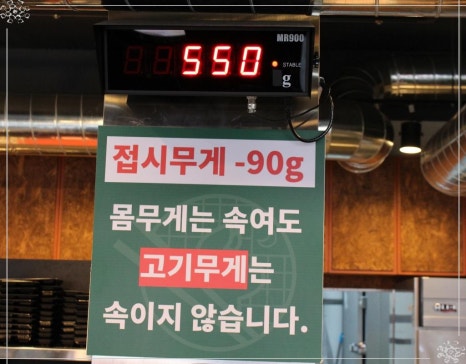 MR900
550
STABLE
g
접시무게 -90g
몸무게는 속여도
고기무게는
속이지 않습니다.